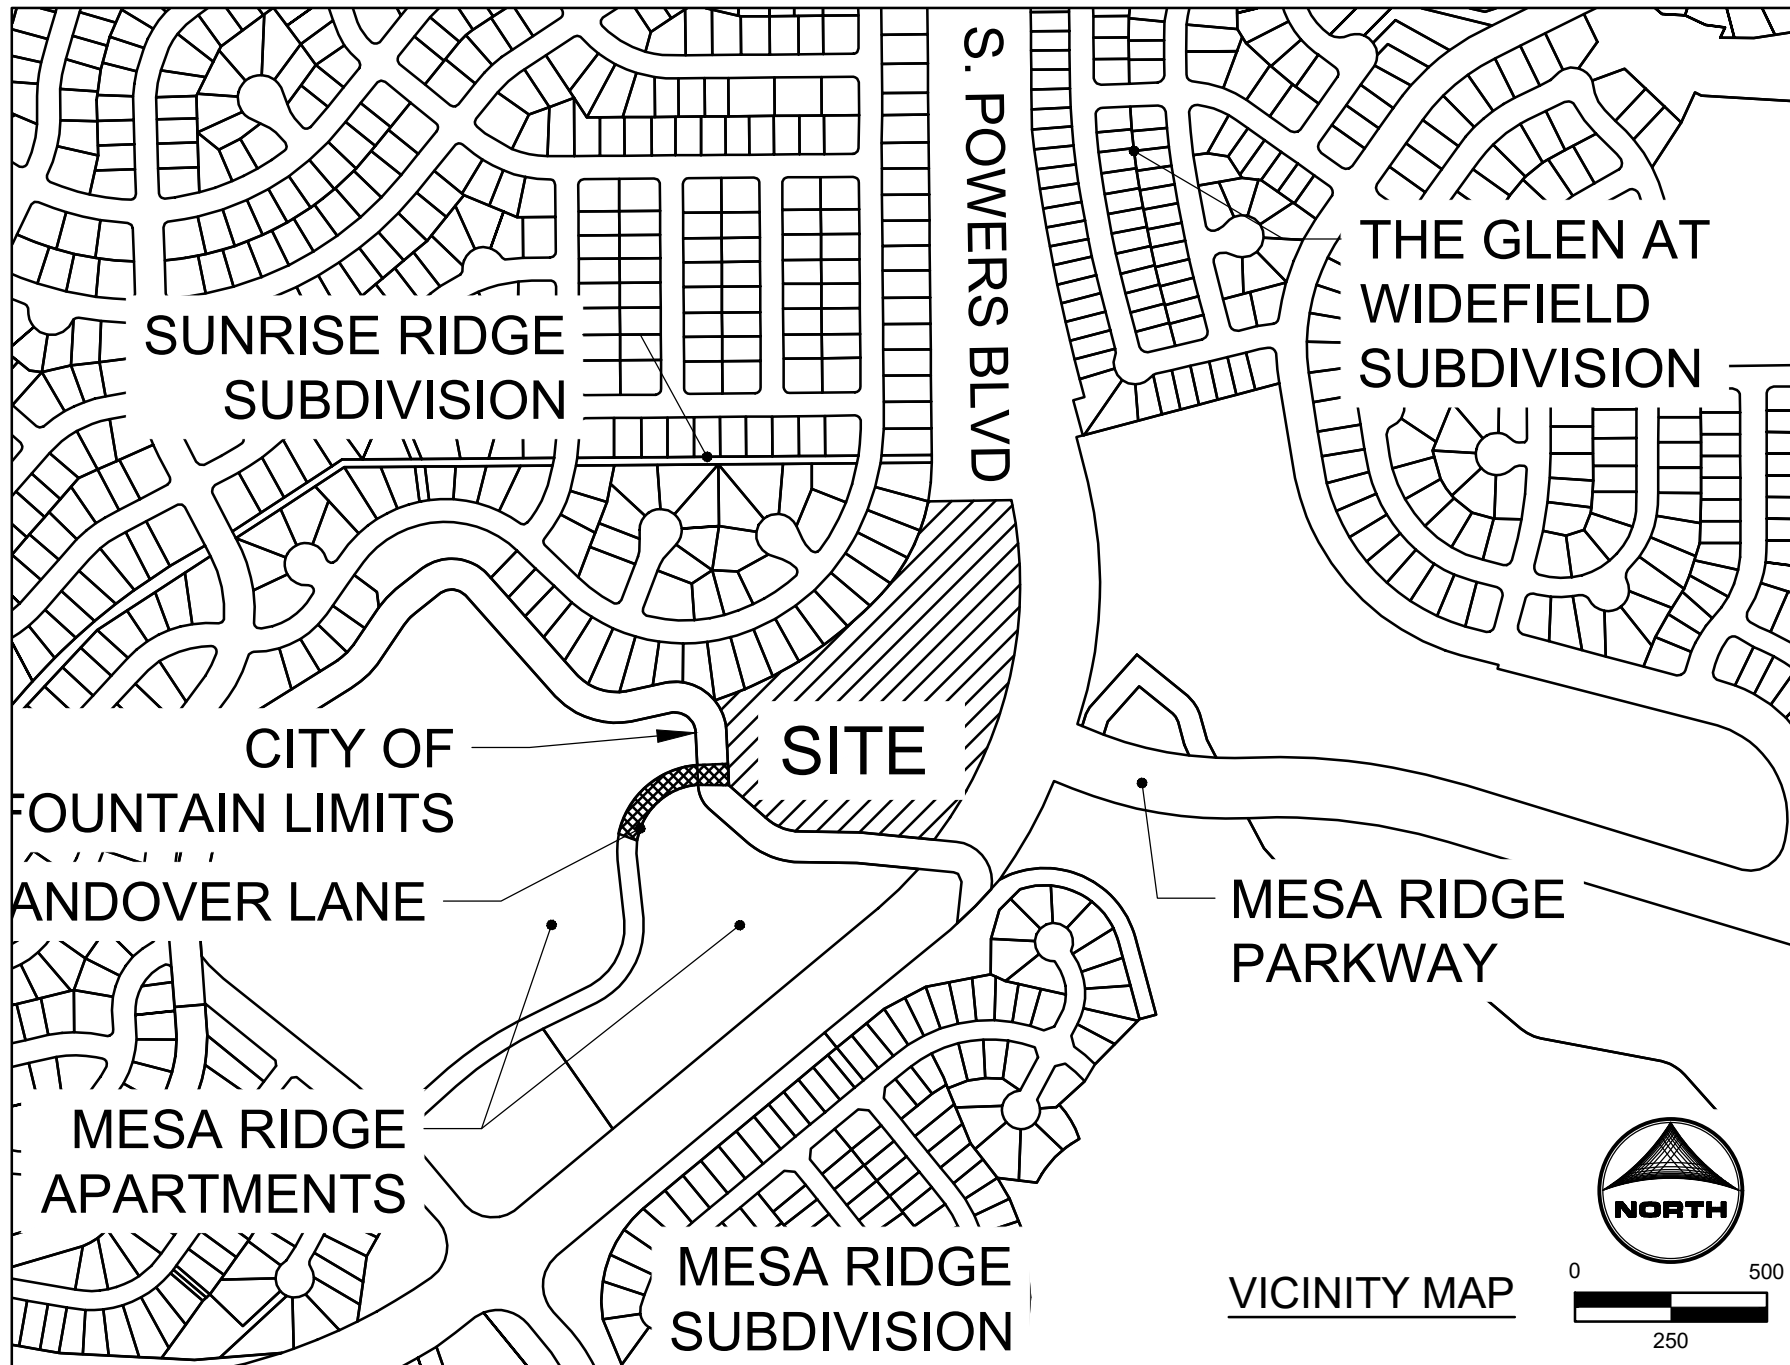 S. POWERS BLVD
THE GLEN AT
WIDEFIELD
SUBDIVISION
SUNRISE RIDGE
SUBDIVISION
CITY OF
FOUNTAIN LIMITS
SITE
ANDOVER LANE
MESA RIDGE
PARKWAY
MESA RIDGE
APARTMENTS
MESA RIDGE
SUBDIVISION
NORTH
VICINITY MAP
0
500
250